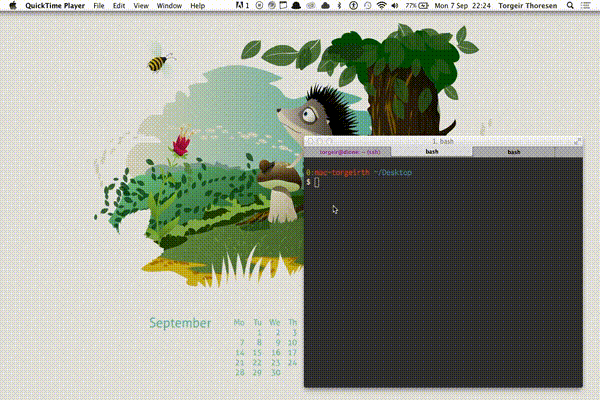 QuickTime Player File Edit View Window Help 1 77% Mon 7 Sep 22:24 Torgeir Thoresen
1. bash
torgeir@dione: ~ (ssh) bash bash
0:nuc-torgeirth ~/Desktop
$
September
Mo Tu We Th
1 2 3
7 8 9 10
14 15 16 17
21 22 23 24
28 29 30